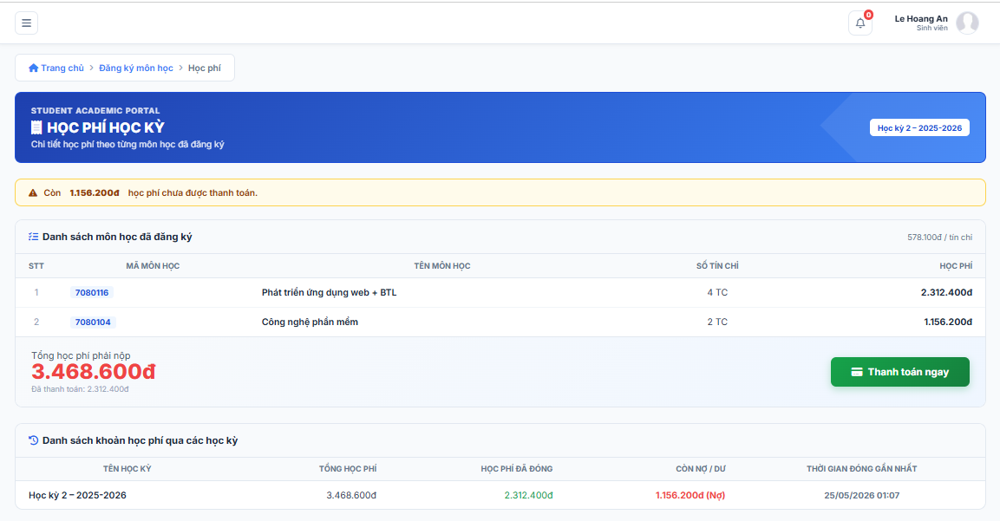 0
Le Hoang An
Sinh viên
Trang chủ > Đăng ký môn học > Học phí
STUDENT ACADEMIC PORTAL
HỌC PHÍ HỌC KỲ
Chi tiết học phí theo từng môn học đã đăng ký
Học kỳ 2 – 2025-2026
Còn 1.156.200đ học phí chưa được thanh toán.
Danh sách môn học đã đăng ký
578.100đ / tín chỉ
STT MÃ MÔN HỌC TÊN MÔN HỌC SỐ TÍN CHỈ HỌC PHÍ
1 7080116 Phát triển ứng dụng web + BTL 4 TC 2.312.400đ
2 7080104 Công nghệ phần mềm 2 TC 1.156.200đ
Tổng học phí phải nộp
3.468.600đ
Đã thanh toán: 2.312.400đ
Thanh toán ngay
Danh sách khoản học phí qua các học kỳ
TÊN HỌC KỲ TỔNG HỌC PHÍ HỌC PHÍ ĐÃ ĐÓNG CÒN NỢ / DƯ THỜI GIAN ĐÓNG GẦN NHẤT
Học kỳ 2 – 2025-2026 3.468.600đ 2.312.400đ 1.156.200đ (Nợ) 25/05/2026 01:07